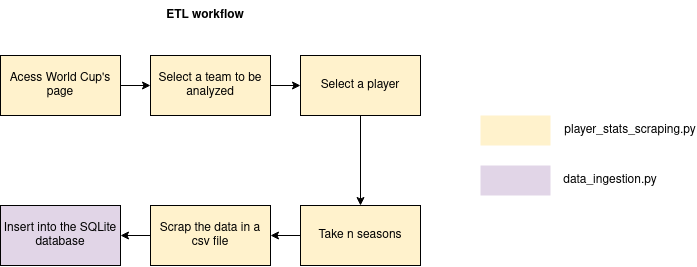 ETL workflow
Acess World Cup's
page
Select a team to be
analyzed
Select a player
player_stats_scraping.py
data_ingestion.py
Insert into the SQLite
database
Scrap the data in a
csv file
Take n seasons